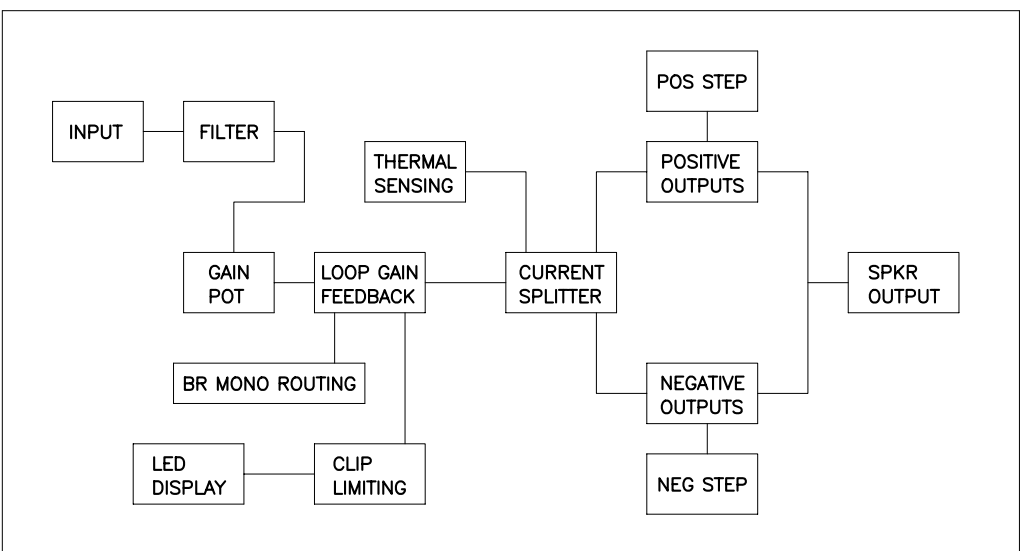 POS STEP
INPUT
FILTER
THERMAL
SENSING
POSITIVE
OUTPUTS
GAIN
POT
LOOP GAIN
FEEDBACK
CURRENT
SPLITTER
SPKR
OUTPUT
BR MONO ROUTING
NEGATIVE
OUTPUTS
LED
DISPLAY
CLIP
LIMITING
NEG STEP